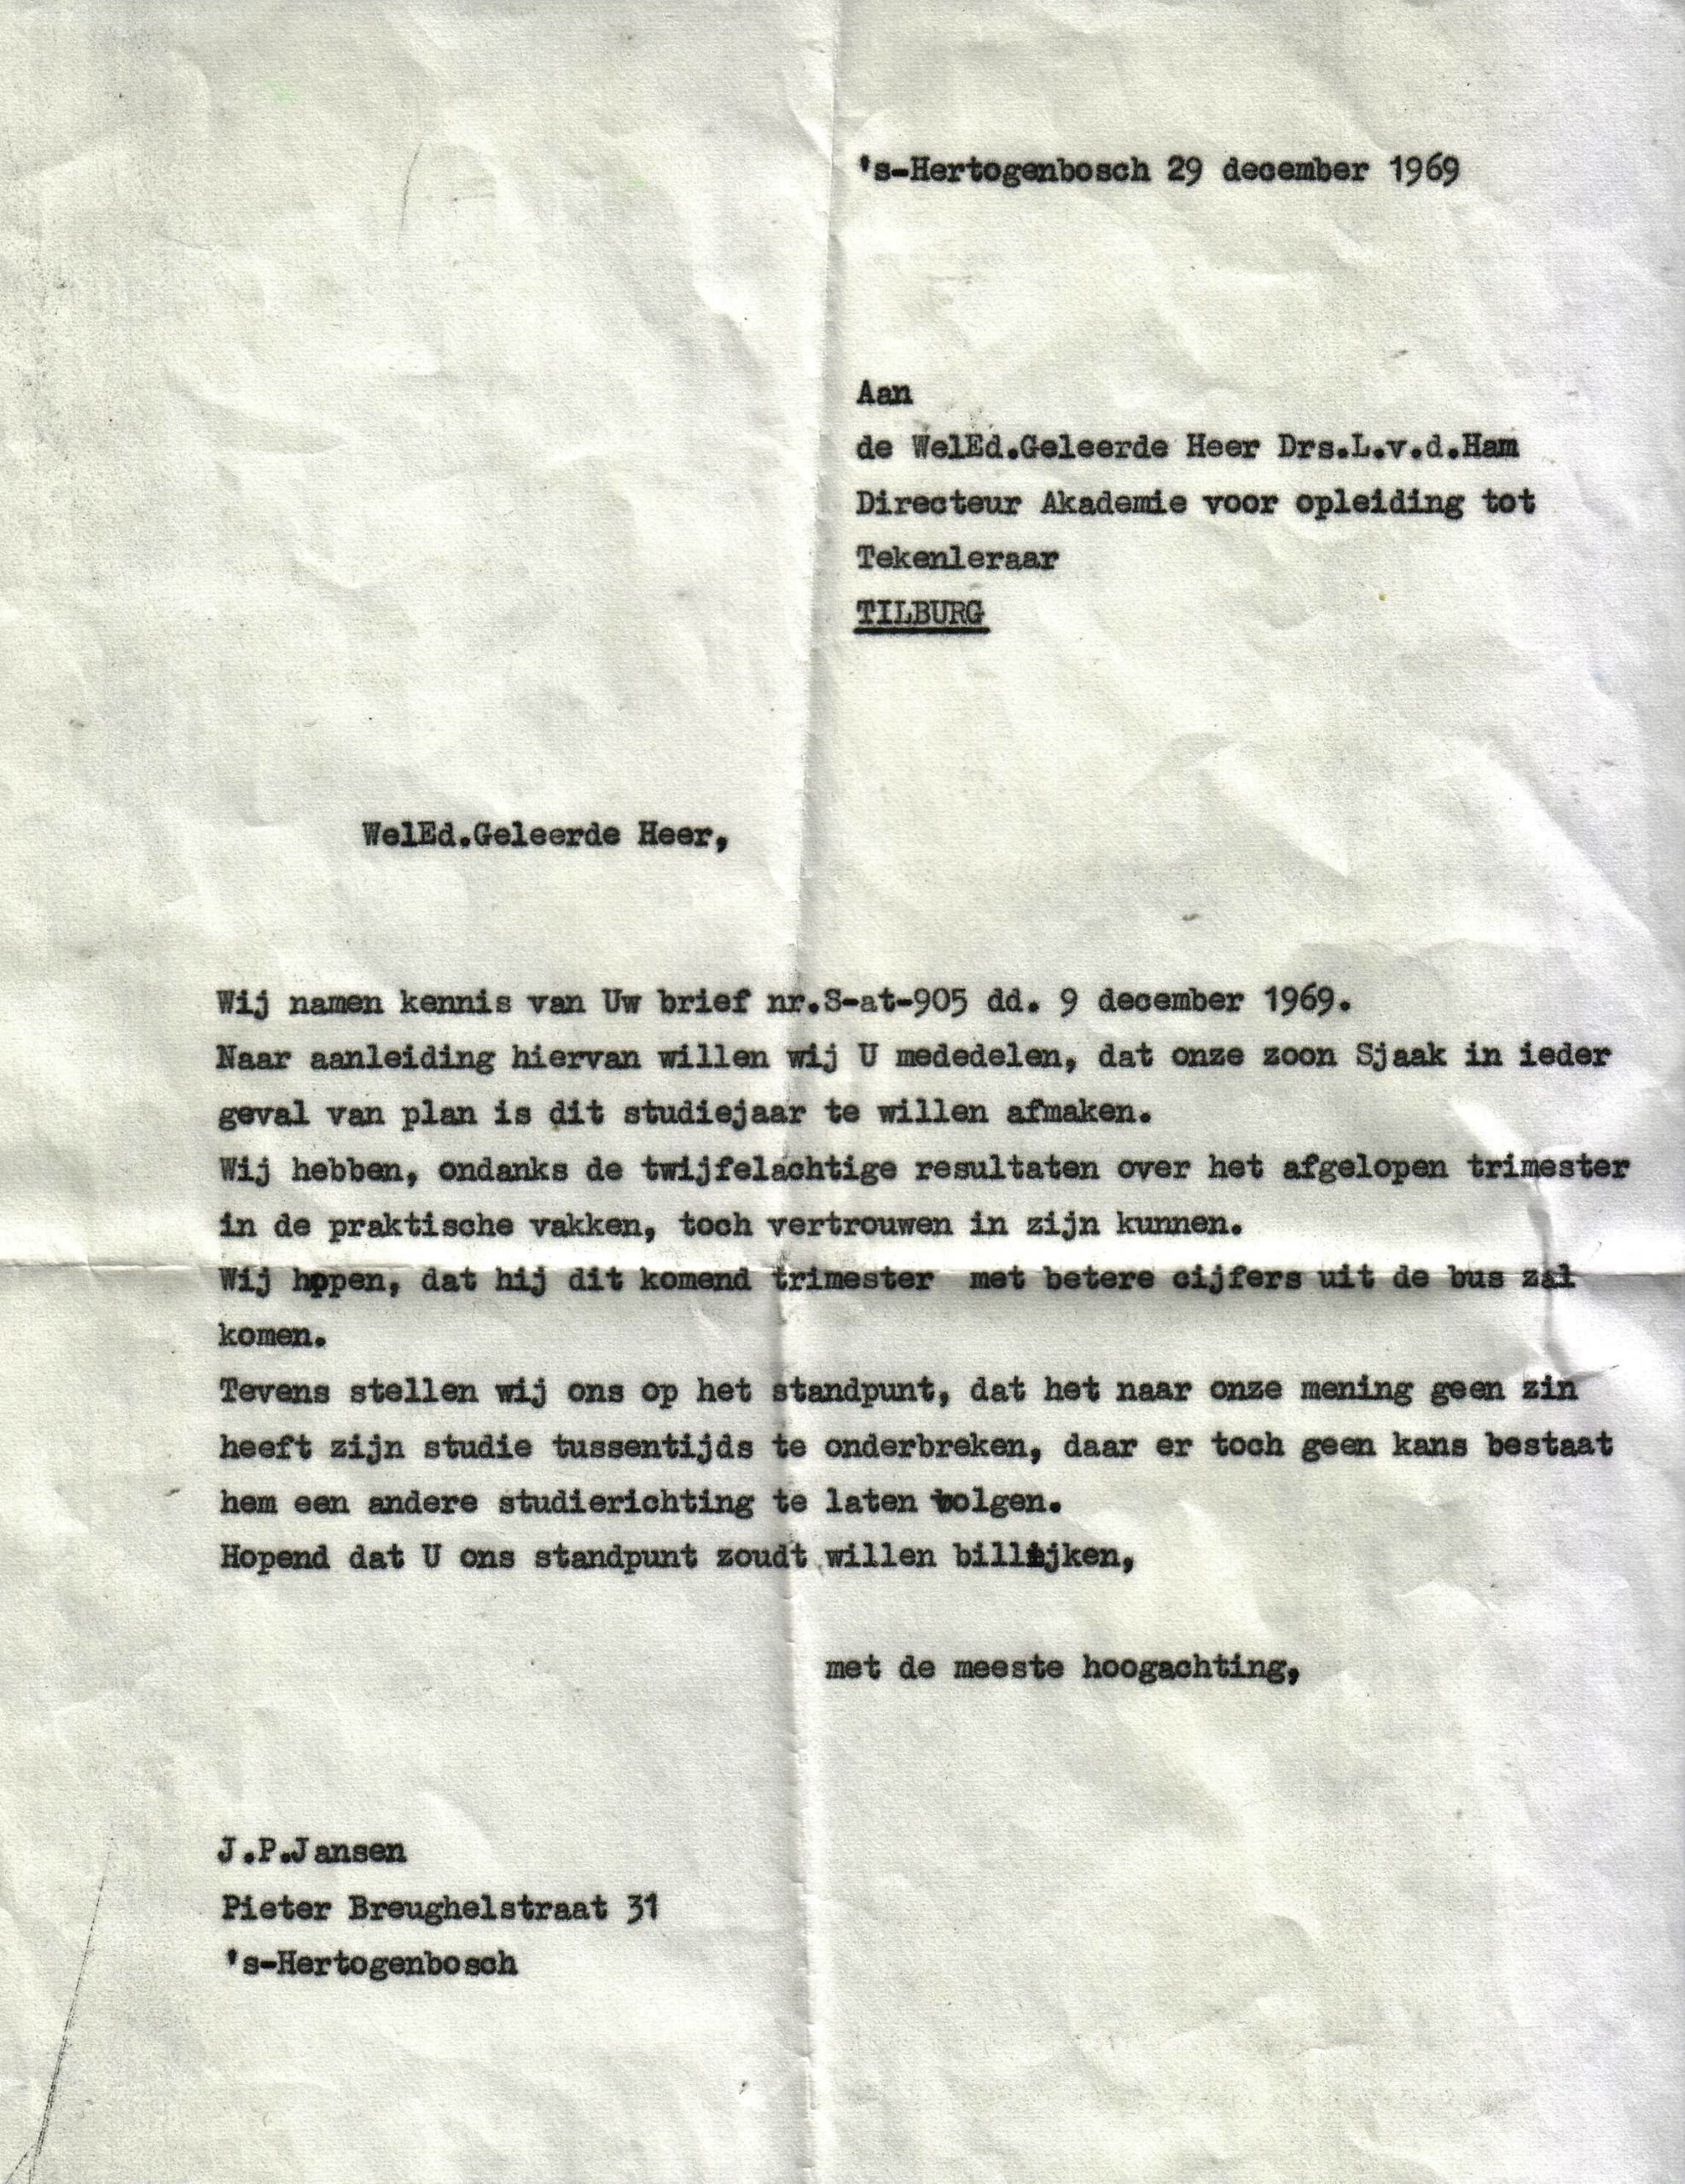 's-Hertogenbosch 29 december 1969
Aan
de WelEd.Geleerde Heer Drs.L.v.d.Ham
Directeur Akademie voor opleiding tot
Tekenleraar
TILBURG
WelEd.Geleerde Heer,
Wij namen kennis van Uw brief nr.S-at-905 dd. 9 december 1969.
Naar aanleiding hiervan willen wij U mededelen, dat onze zoon Sjaak in ieder
geval van plan is dit studiejaar te willen afmaken.
Wij hebben, ondanks de twijfelachtige resultaten over het afgelopen trimester
in de praktische vakken, toch vertrouwen in zijn kunnen.
Wij hopen, dat hij dit komend trimester met betere cijfers uit de bus zal
komen.
Tevens stellen wij ons op het standpunt, dat het naar onze mening geen zin
heeft zijn studie tussentijds te onderbreken, daar er toch geen kans bestaat
hem een andere studierichting te laten volgen.
Hopend dat U ons standpunt zoudt willen billijken,
met de meeste hoogachting,
J.P.Jansen
Pieter Breughelstraat 31
's-Hertogenbosch